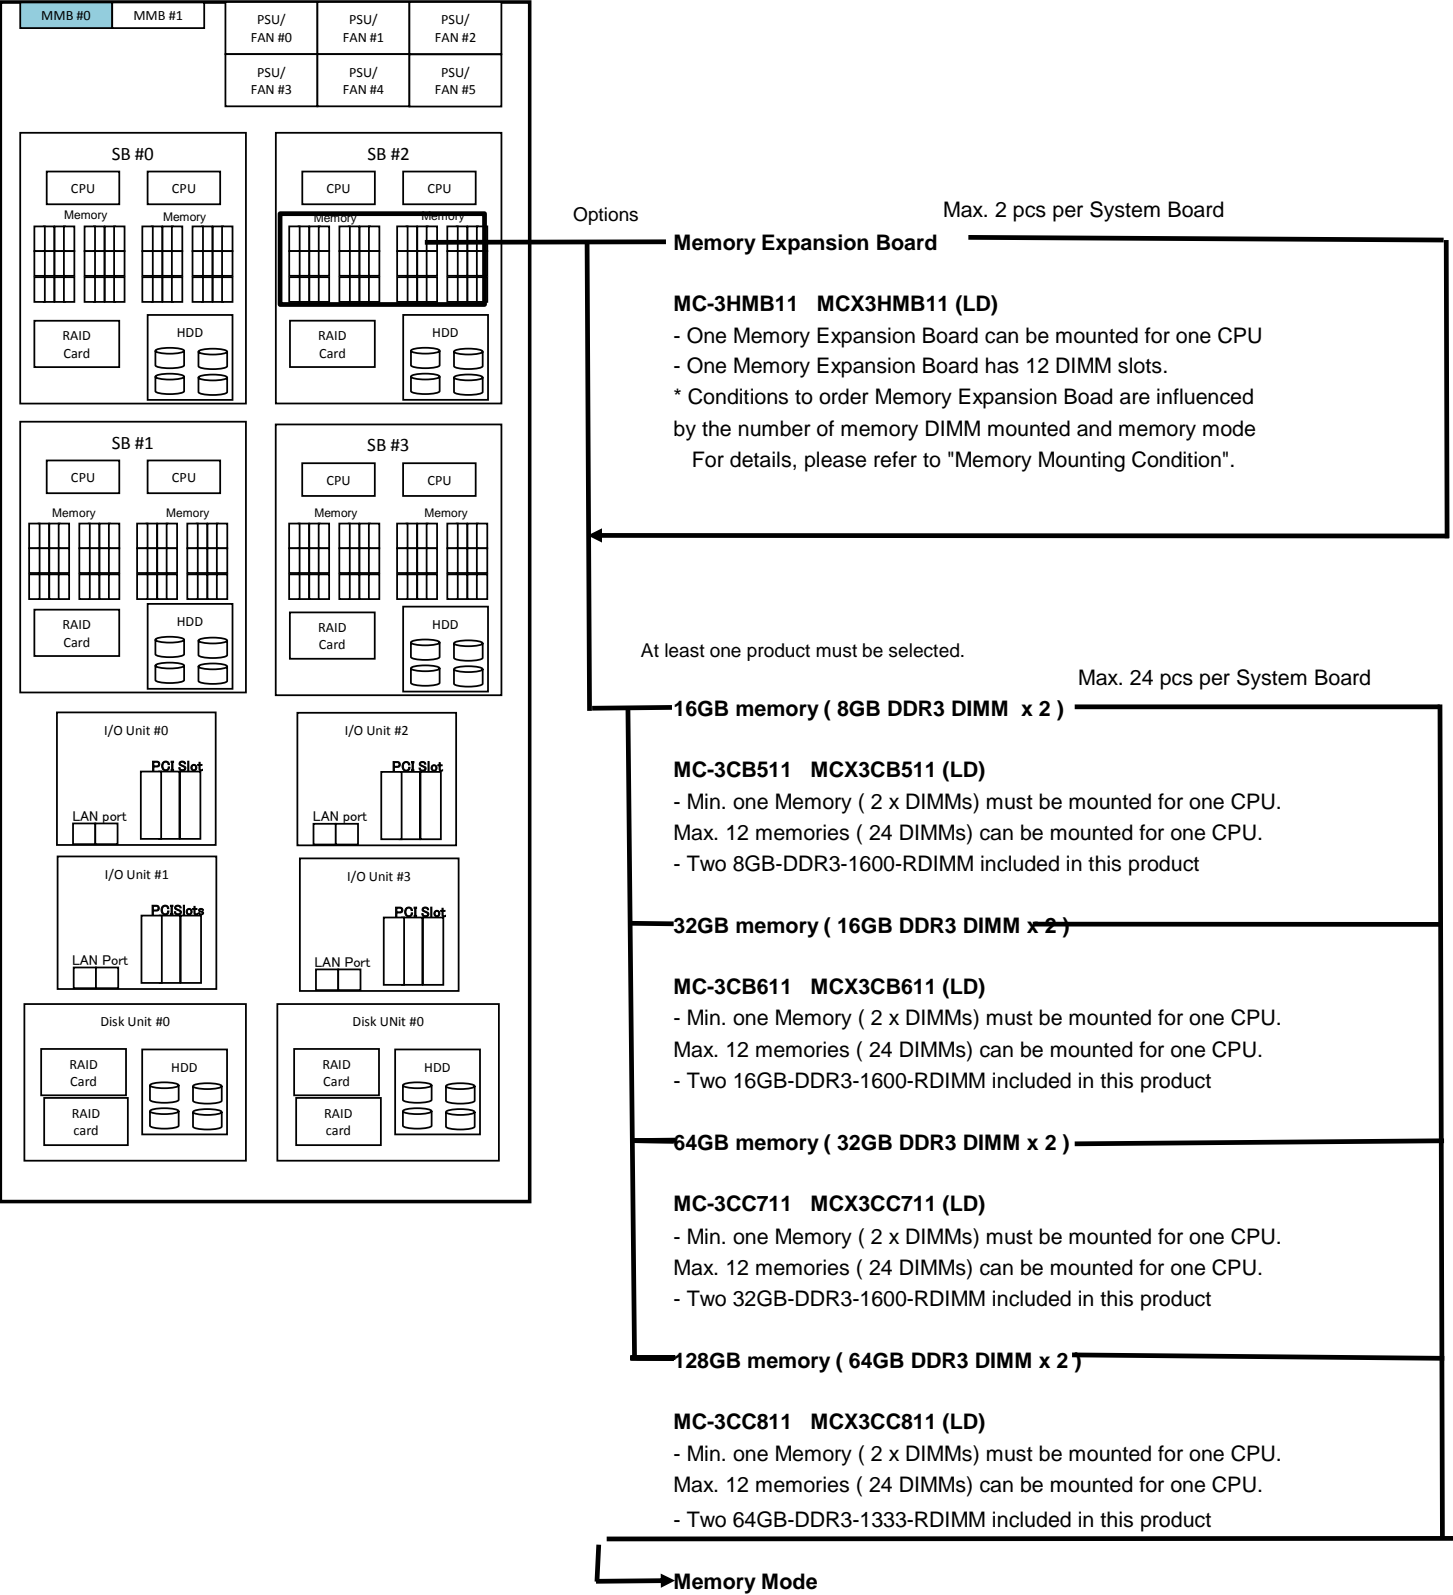 MMB #0
MMB #1
PSU/
FAN #0
PSU/
FAN #1
PSU/
FAN #2
PSU/
FAN #3
PSU/
FAN #4
PSU/
FAN #5
SB #0
CPU
CPU
Memory
Memory
RAID
Card
HDD
SB #2
CPU
CPU
Memory
Memory
RAID
Card
HDD
SB #1
CPU
CPU
Memory
Memory
RAID
Card
HDD
SB #3
CPU
CPU
Memory
Memory
RAID
Card
HDD
I/O Unit #0
PCI Slot
LAN port
I/O Unit #2
PCI Slot
LAN port
I/O Unit #1
PCISlots
LAN Port
I/O Unit #3
PCI Slot
LAN Port
Disk Unit #0
RAID
Card
RAID
card
HDD
Disk UNit #0
RAID
Card
RAID
card
HDD
Options
Max. 2 pcs per System Board
Memory Expansion Board
MC-3HMB11 MCX3HMB11 (LD)
- One Memory Expansion Board can be mounted for one CPU
- One Memory Expansion Board has 12 DIMM slots.
* Conditions to order Memory Expansion Boad are influenced
by the number of memory DIMM mounted and memory mode
For details, please refer to "Memory Mounting Condition".
At least one product must be selected.
Max. 24 pcs per System Board
16GB memory ( 8GB DDR3 DIMM x 2 )
MC-3CB511 MCX3CB511 (LD)
- Min. one Memory ( 2 x DIMMs) must be mounted for one CPU.
Max. 12 memories ( 24 DIMMs) can be mounted for one CPU.
- Two 8GB-DDR3-1600-RDIMM included in this product
32GB memory ( 16GB DDR3 DIMM x 2 )
MC-3CB611 MCX3CB611 (LD)
- Min. one Memory ( 2 x DIMMs) must be mounted for one CPU.
Max. 12 memories ( 24 DIMMs) can be mounted for one CPU.
- Two 16GB-DDR3-1600-RDIMM included in this product
64GB memory ( 32GB DDR3 DIMM x 2 )
MC-3CC711 MCX3CC711 (LD)
- Min. one Memory ( 2 x DIMMs) must be mounted for one CPU.
Max. 12 memories ( 24 DIMMs) can be mounted for one CPU.
- Two 32GB-DDR3-1600-RDIMM included in this product
128GB memory ( 64GB DDR3 DIMM x 2 )
MC-3CC811 MCX3CC811 (LD)
- Min. one Memory ( 2 x DIMMs) must be mounted for one CPU.
Max. 12 memories ( 24 DIMMs) can be mounted for one CPU.
- Two 64GB-DDR3-1333-RDIMM included in this product
Memory Mode